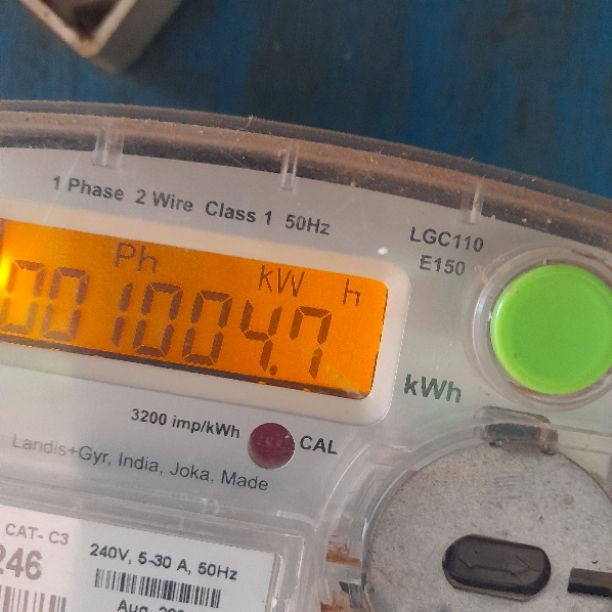 1 Phase 2 Wire Class 1 50Hz
LGC110
E150
Ph
kW h
001004.7
kWh
3200 imp/kWh
CAL
Landis+Gyr, India, Joka, Made
CAT- C3
246
240V, 5-30 A, 50Hz
Aug